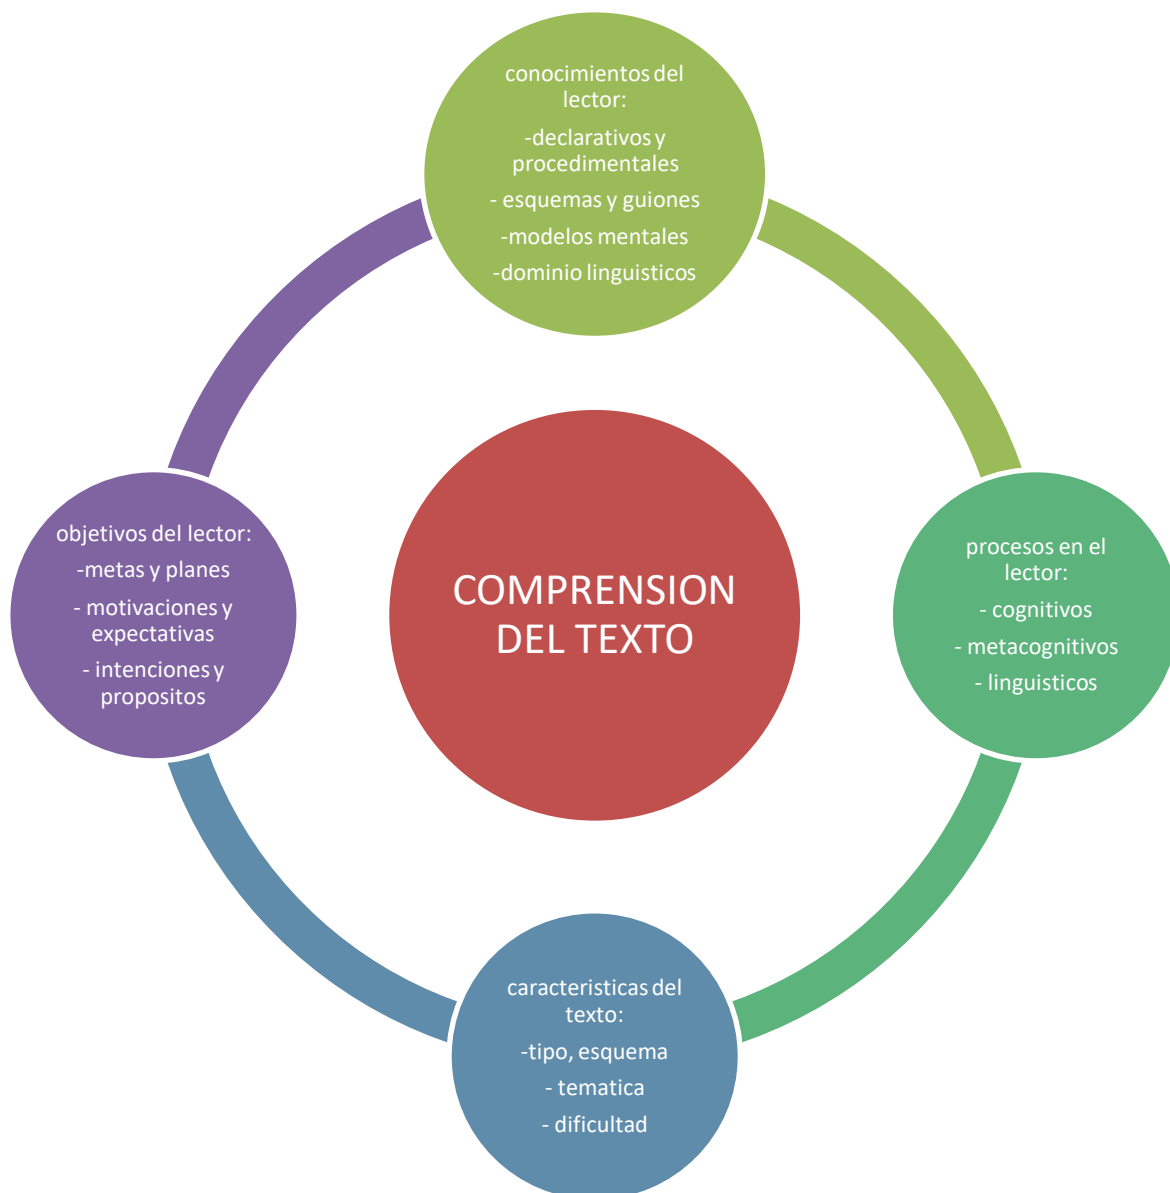 conocimientos del
lector:
-declarativos y
procedimentales
- esquemas y guiones
-modelos mentales
-dominio linguisticos
objetivos del lector:
-metas y planes
- motivaciones y
expectativas
- intenciones y
propositos
COMPRENSION
DEL TEXTO
procesos en el
lector:
- cognitivos
- metacognitivos
- linguisticos
caracteristicas del
texto:
-tipo, esquema
- tematica
- dificultad